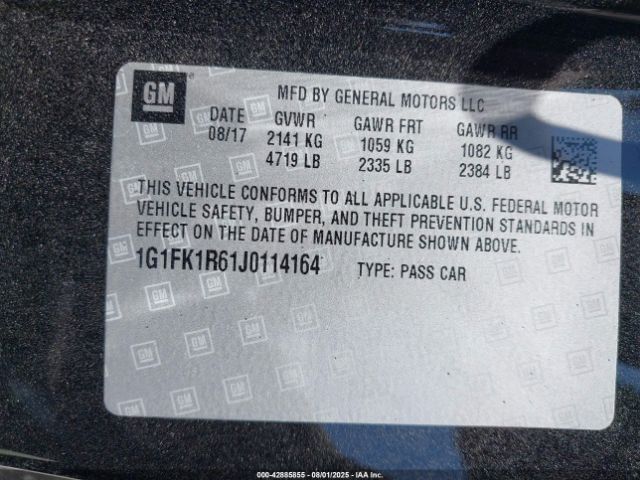 GM
MFD BY GENERAL MOTORS LLC
DATE GVWR GAWR FRT GAWR RR
08/17 2141 KG 1059 KG 1082 KG
4719 LB 2335 LB 2384 LB
THIS VEHICLE CONFORMS TO ALL APPLICABLE U.S. FEDERAL MOTOR
VEHICLE SAFETY, BUMPER, AND THEFT PREVENTION STANDARDS IN
EFFECT ON THE DATE OF MANUFACTURE SHOWN ABOVE.
1G1FK1R61J0114164 TYPE: PASS CAR
000-42885855 - 08/01/2025 - IAAI.COM